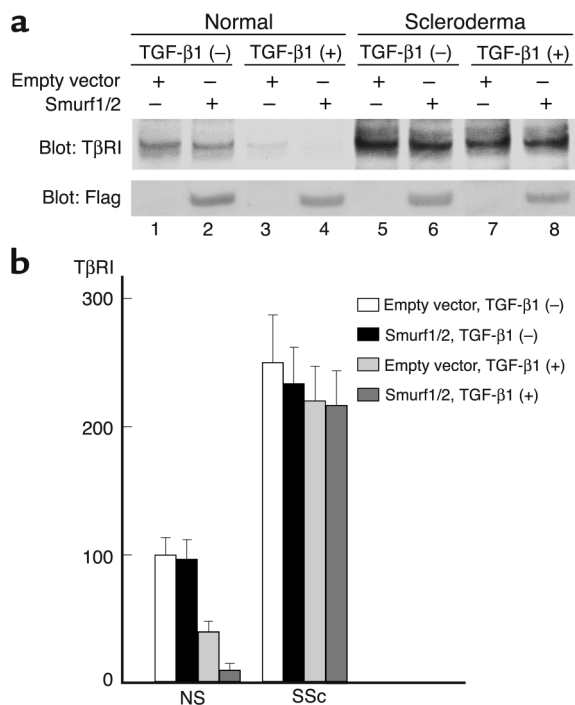 a
Normal Scleroderma
TGF-β1 (–) TGF-β1 (+) TGF-β1 (–) TGF-β1 (+)
Empty vector + – + – + – + –
Smurf1/2 – + – + – + – +
Blot: TβRI
Blot: Flag
1 2 3 4 5 6 7 8
b
TβRI
300
200
100
0
Empty vector, TGF-β1 (–)
Smurf1/2, TGF-β1 (–)
Empty vector, TGF-β1 (+)
Smurf1/2, TGF-β1 (+)
NS SSc